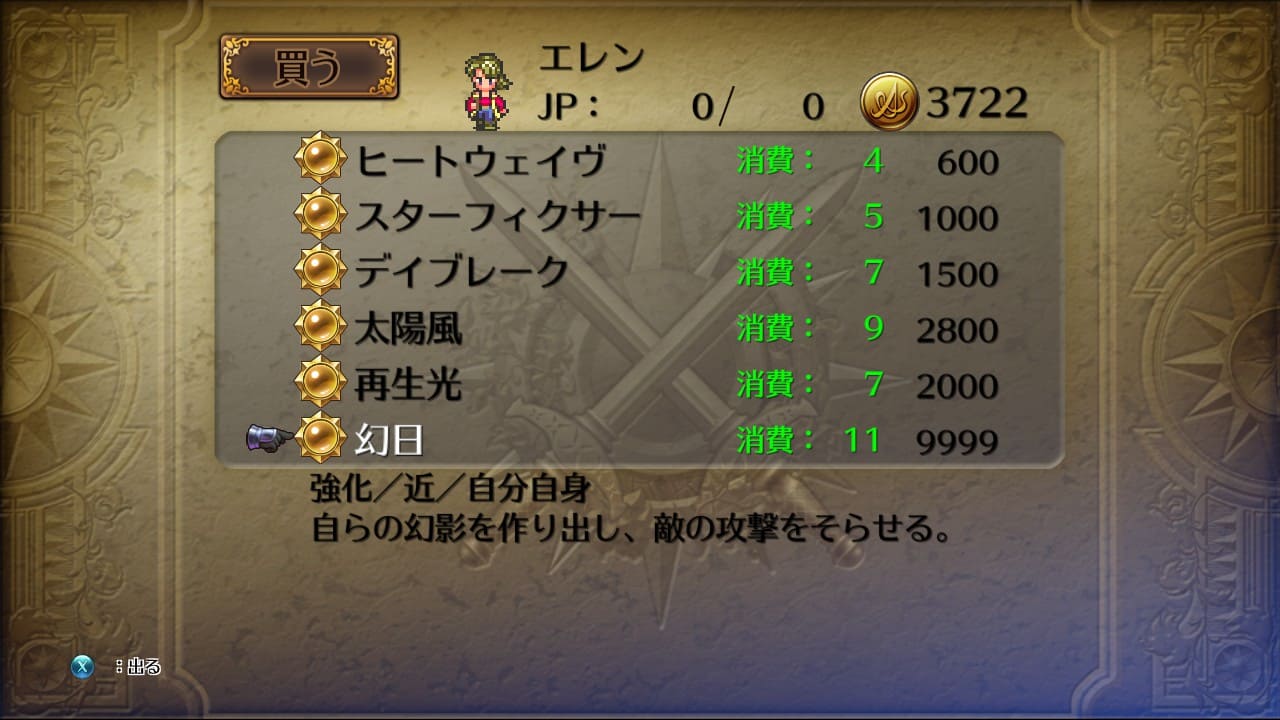 買う
エレン
JP： 0/ 0 3722
ヒートウェイヴ 消費： 4 600
スターフィクサー 消費： 5 1000
デイブレーク 消費： 7 1500
太陽風 消費： 9 2800
再生光 消費： 7 2000
幻日 消費： 11 9999
強化／近／自分自身
自らの幻影を作り出し、敵の攻撃をそらせる。
X ：出る